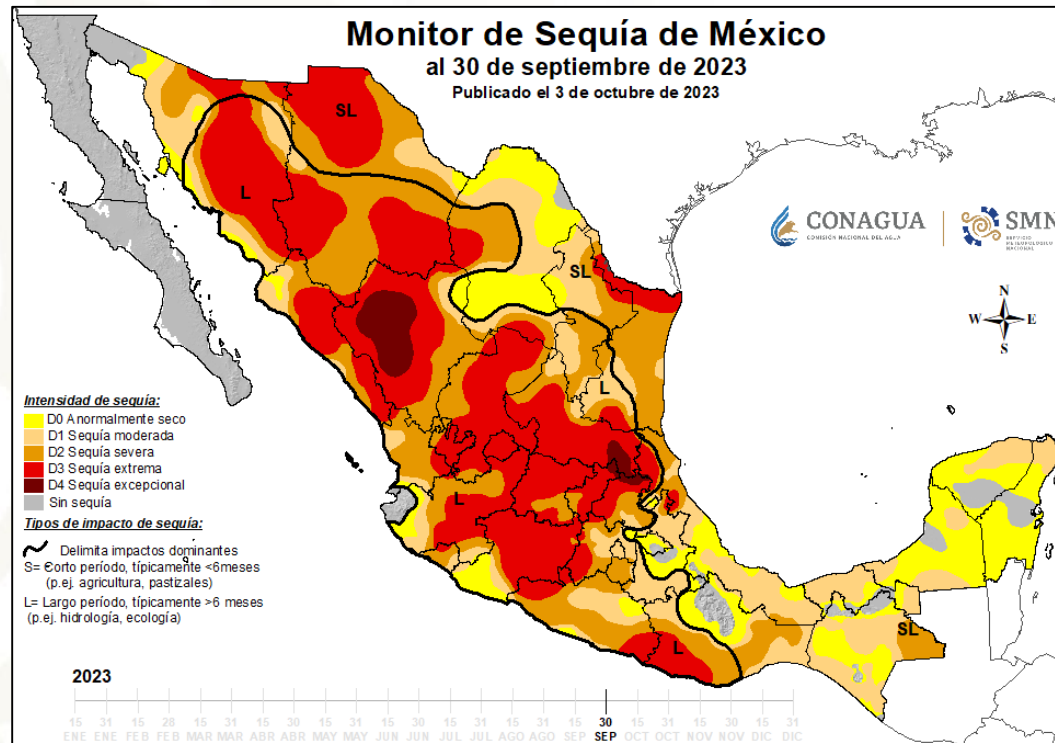 Monitor de Sequía de México
al 30 de septiembre de 2023
Publicado el 3 de octubre de 2023
SL
L
CONAGUA
COMISIÓN NACIONAL DEL AGUA
SMN
SERVICIO
METEOROLÓGICO
NACIONAL
SL
N
W E
S
L
Intensidad de sequía:
D0 Anormalmente seco
D1 Sequía moderada
D2 Sequía severa
D3 Sequía extrema
D4 Sequía excepcional
Sin sequía
L
Tipos de impacto de sequía:
Delimita impactos dominantes
S= Corto período, típicamente <6meses
(p.ej. agricultura, pastizales)
L= Largo período, típicamente >6 meses
(p.ej. hidrología, ecología)
SL
L
2023
15 31 15 28 15 31 15 30 15 31 15 30 15 31 15 31 15 30 15 31 15 30 15 31
ENE ENE FEB FEB MAR MAR ABR ABR MAY MAY JUN JUN JUL JUL AGO AGO SEP SEP OCT OCT NOV NOV DIC DIC